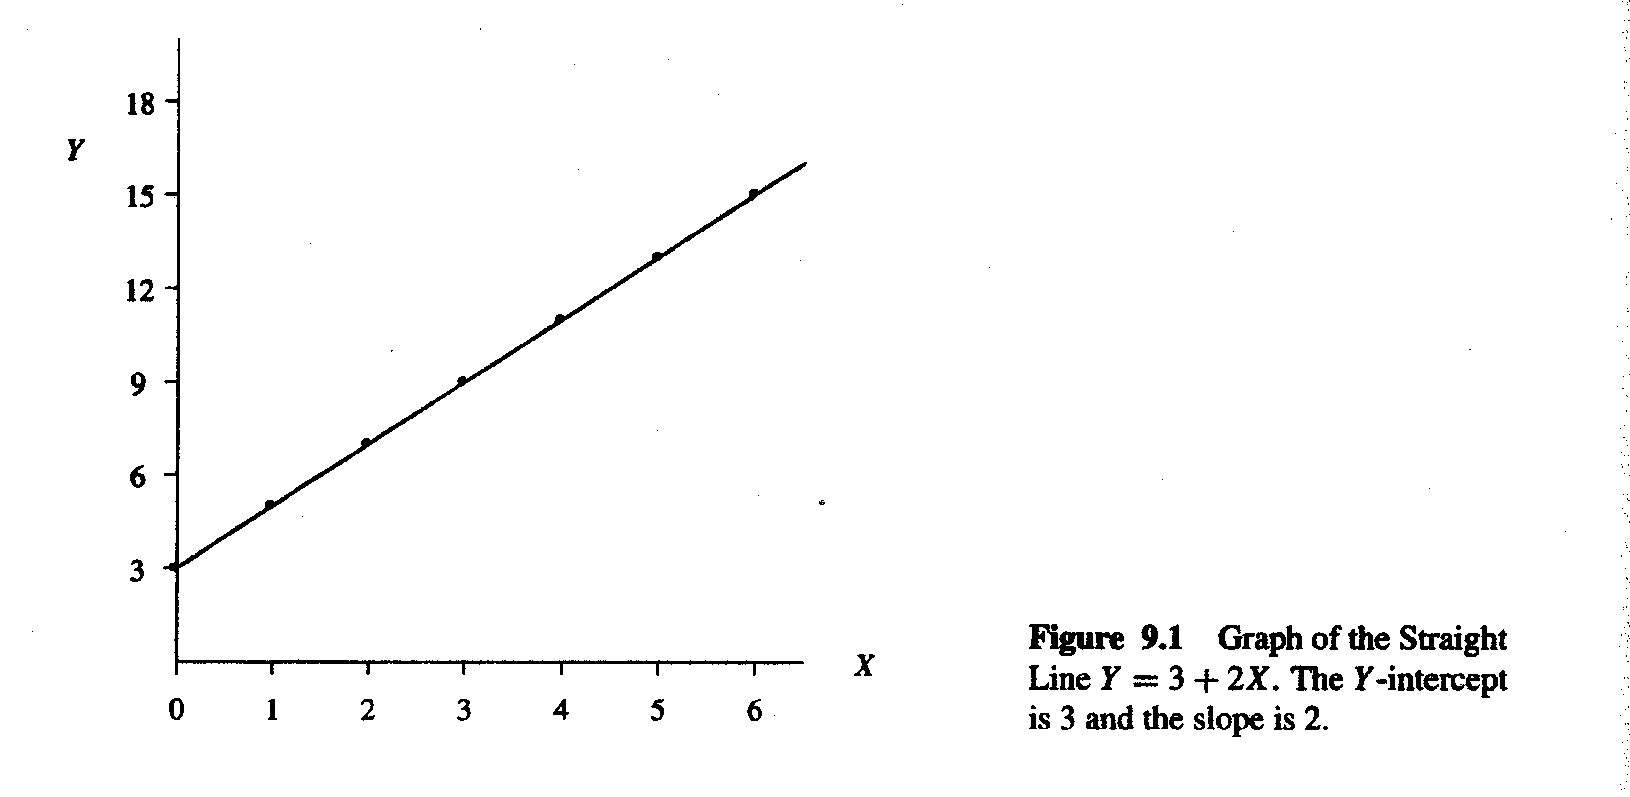 18
Y
15
12
9
6
3
X
0 1 2 3 4 5 6
Figure 9.1 Graph of the Straight
Line Y = 3 + 2X. The Y-intercept
is 3 and the slope is 2.